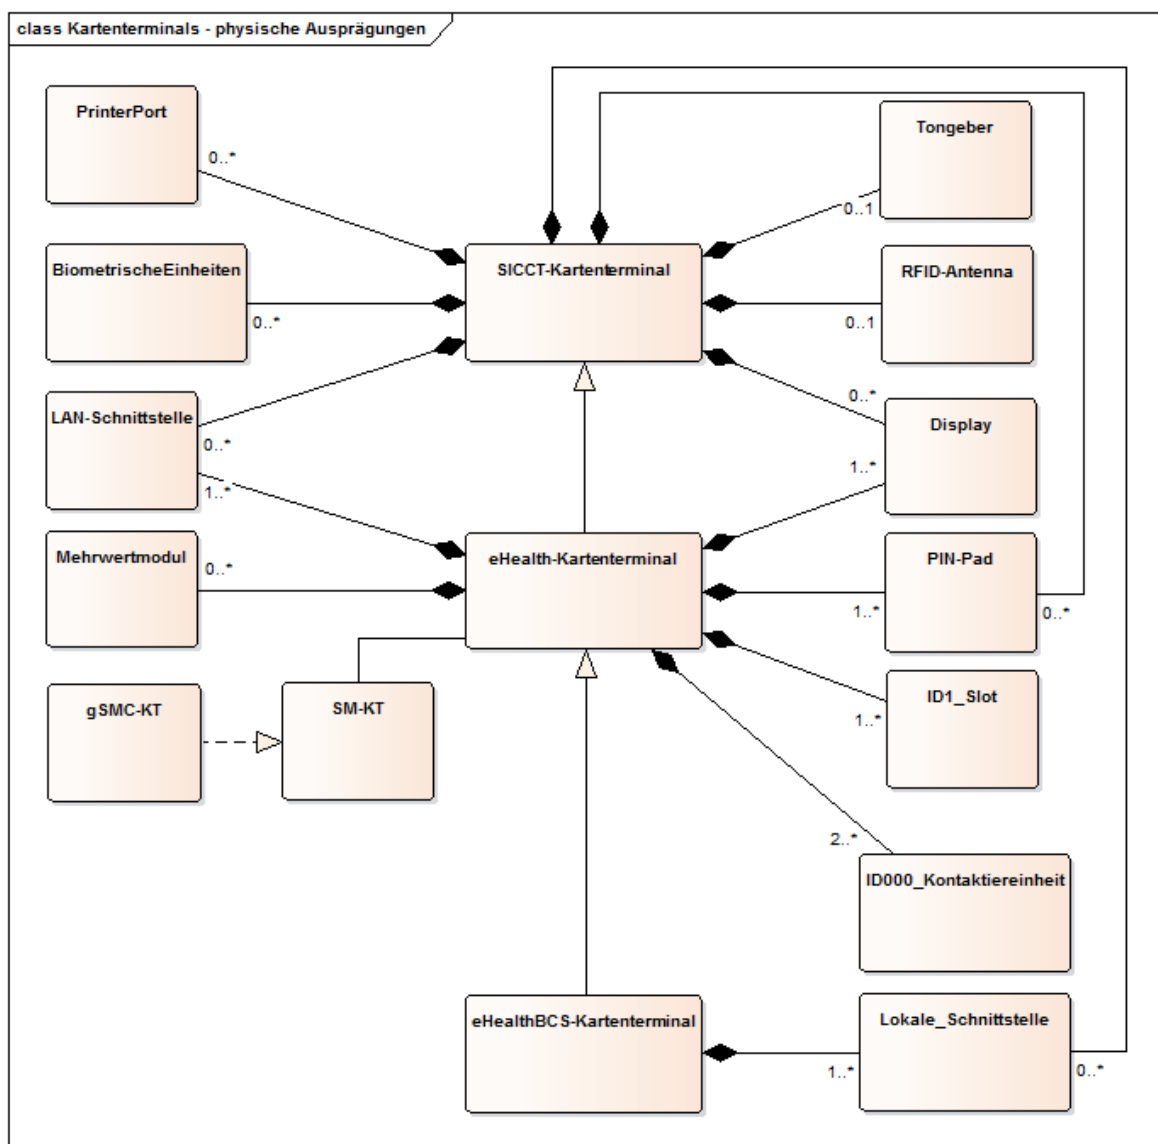 class Kartenterminals - physische Ausprägungen
PrinterPort
0..*
Tongeber
0..1
BiometrischeEinheiten
0..*
SICCT-Kartenterminal
RFID-Antenna
0..1
LAN-Schnittstelle
0..*
1..*
Display
0..*
1..*
Mehrwertmodul
0..*
eHealth-Kartenterminal
PIN-Pad
1..*
0..*
gSMC-KT
SM-KT
ID1_Slot
1..*
2..*
ID000_Kontaktiereinheit
eHealthBCS-Kartenterminal
Lokale_Schnittstelle
1..*
0..*